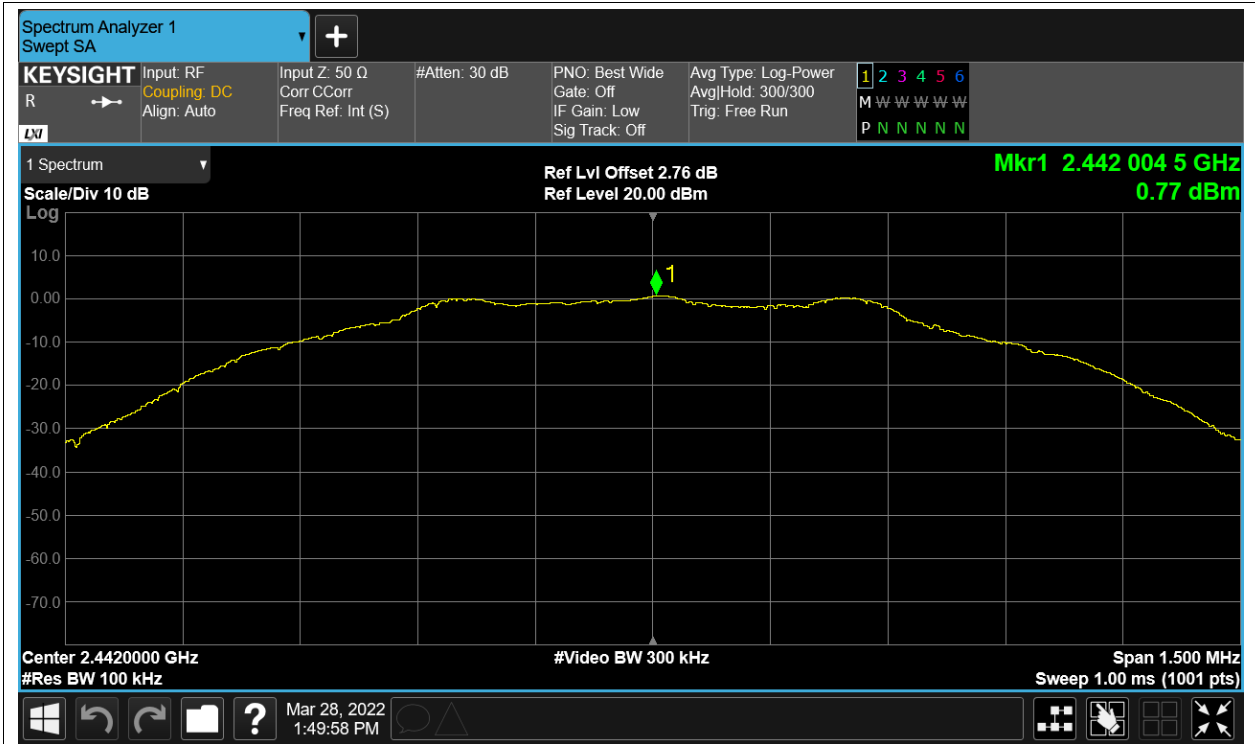 Spectrum Analyzer 1
Swept SA
KEYSIGHT
R
LXI
Input: RF
Coupling: DC
Align: Auto
Input Z: 50 Ω
Corr CCorr
Freq Ref: Int (S)
#Atten: 30 dB
PNO: Best Wide
Gate: Off
IF Gain: Low
Sig Track: Off
Avg Type: Log-Power
Avg|Hold: 300/300
Trig: Free Run
1 2 3 4 5 6
M W W W W W
P N N N N N
1 Spectrum
Scale/Div 10 dB
Log
Ref Lvl Offset 2.76 dB
Ref Level 20.00 dBm
Mkr1 2.442 004 5 GHz
0.77 dBm
1
10.0
0.00
-10.0
-20.0
-30.0
-40.0
-50.0
-60.0
-70.0
Center 2.4420000 GHz
#Res BW 100 kHz
#Video BW 300 kHz
Span 1.500 MHz
Sweep 1.00 ms (1001 pts)
?
Mar 28, 2022
1:49:58 PM